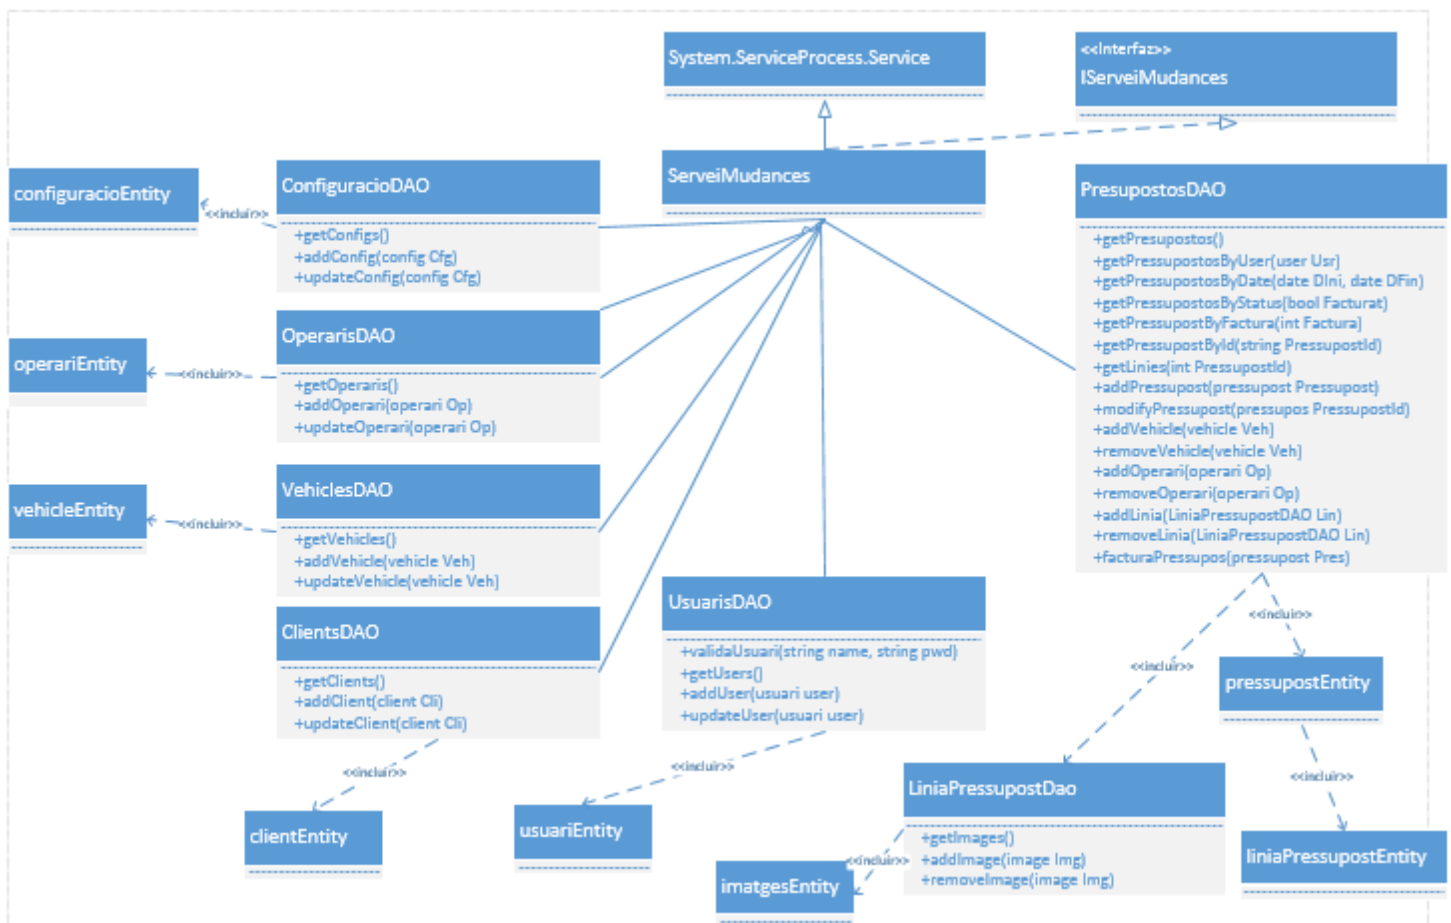 System.ServiceProcess.Service
<<Interfaz>>
IServeiMudances
ServeiMudances
configuracioEntity
<<incluir>>
ConfiguracioDAO
+getConfigs()
+addConfig(config Cfg)
+updateConfig(config Cfg)
operariEntity
<<incluir>>
OperarisDAO
+getOperaris()
+addOperari(operari Op)
+updateOperari(operari Op)
vehicleEntity
<<incluir>>
VehiclesDAO
+getVehicles()
+addVehicle(vehicle Veh)
+updateVehicle(vehicle Veh)
ClientsDAO
+getClients()
+addClient(client Cli)
+updateClient(client Cli)
<<incluir>>
clientEntity
UsuarisDAO
+validaUsuari(string name, string pwd)
+getUsers()
+addUser(usuari user)
+updateUser(usuari user)
<<incluir>>
usuariEntity
PresupostosDAO
+getPresupostos()
+getPressupostosByUser(user Usr)
+getPressupostosByDate(date DIni, date DFin)
+getPressupostosByStatus(bool Facturat)
+getPressupostByFactura(int Factura)
+getPressupostById(string PressupostId)
+getLinies(int PressupostId)
+addPressupost(pressupost Pressupost)
+modifyPressupost(pressupos PressupostId)
+addVehicle(vehicle Veh)
+removeVehicle(vehicle Veh)
+addOperari(operari Op)
+removeOperari(operari Op)
+addLinia(LiniaPressupostDAO Lin)
+removeLinia(LiniaPressupostDAO Lin)
+facturaPressupos(pressupost Pres)
<<incluir>>
<<incluir>>
pressupostEntity
<<incluir>>
liniaPressupostEntity
LiniaPressupostDao
+getImages()
+addImage(image Img)
+removeImage(image Img)
<<incluir>>
imatgesEntity